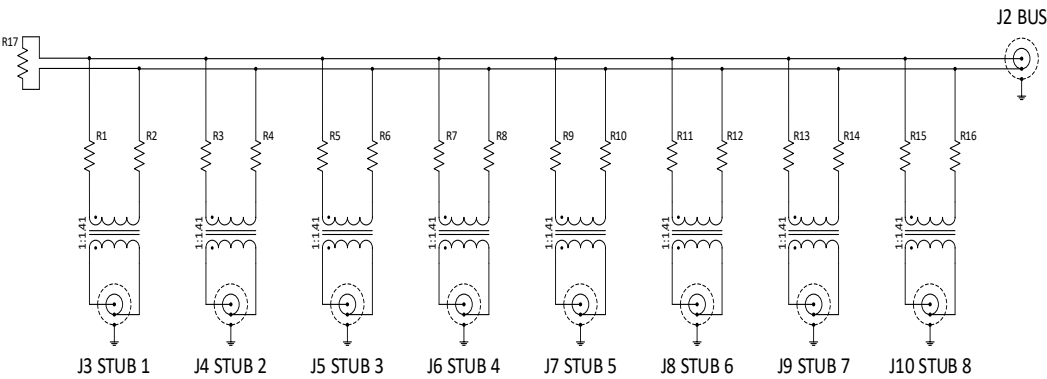 J2 BUS
R17
R1 R2 R3 R4 R5 R6 R7 R8 R9 R10 R11 R12 R13 R14 R15 R16
1:1.41 1:1.41 1:1.41 1:1.41 1:1.41 1:1.41 1:1.41 1:1.41
J3 STUB 1 J4 STUB 2 J5 STUB 3 J6 STUB 4 J7 STUB 5 J8 STUB 6 J9 STUB 7 J10 STUB 8